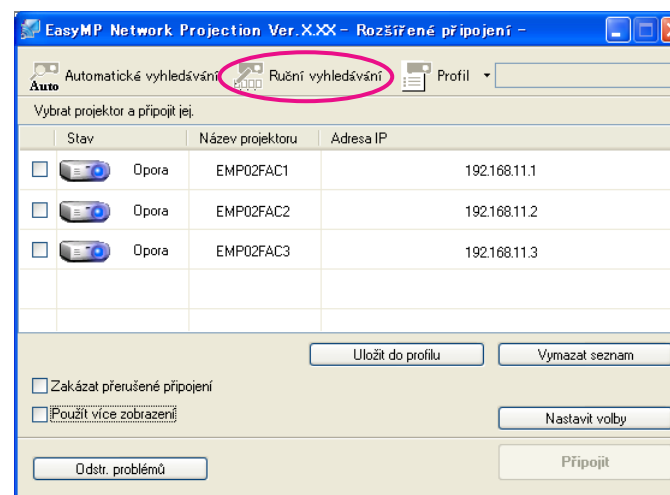 EasyMP Network Projection Ver.X.XX – Rozšířené připojení –
Auto Automatické vyhledávání Ruční vyhledávání Profil
Vybrat projektor a připojit jej.
Stav Název projektoru Adresa IP
Opora EMP02FAC1 192.168.11.1
Opora EMP02FAC2 192.168.11.2
Opora EMP02FAC3 192.168.11.3
Uložit do profilu Vymazat seznam
Zakázat přerušené připojení
Použít více zobrazení
Nastavit volby
Odstr. problémů Připojit